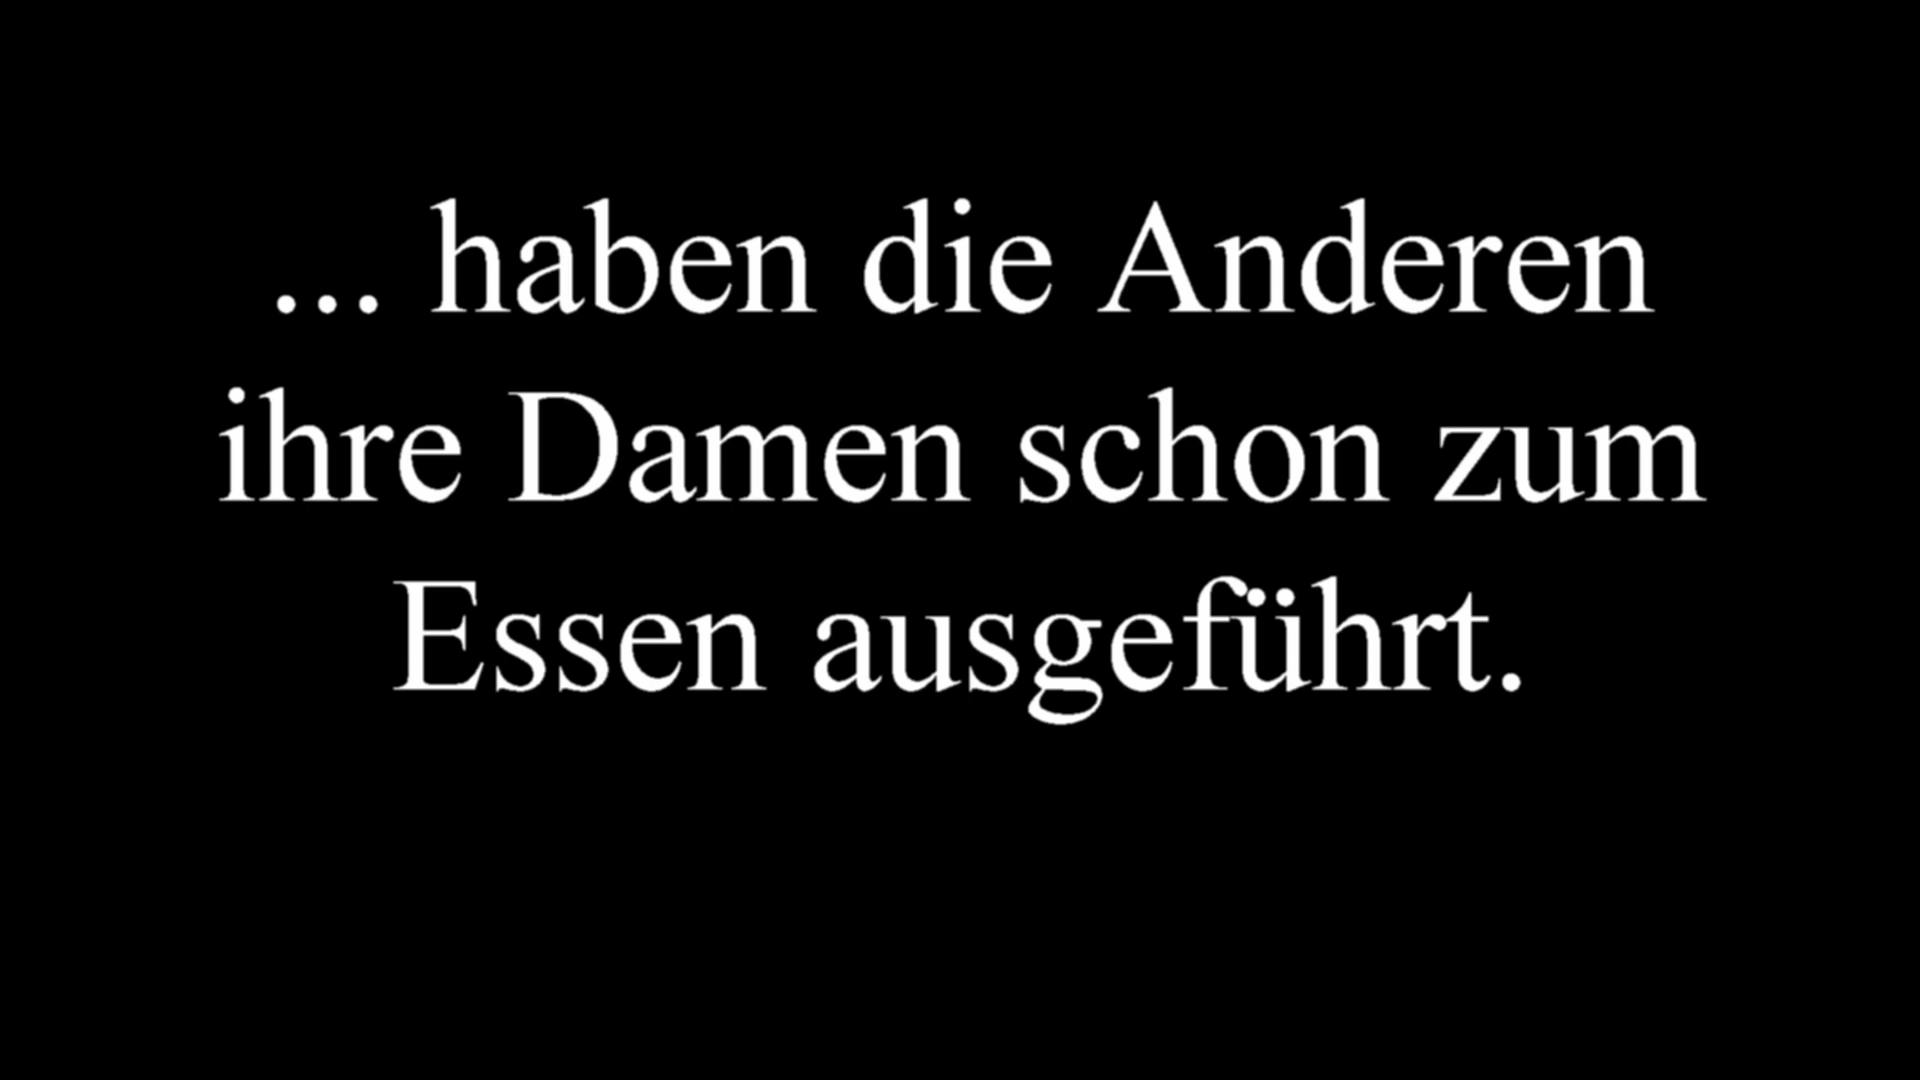 ... haben die Anderen
ihre Damen schon zum
Essen ausgeführt.